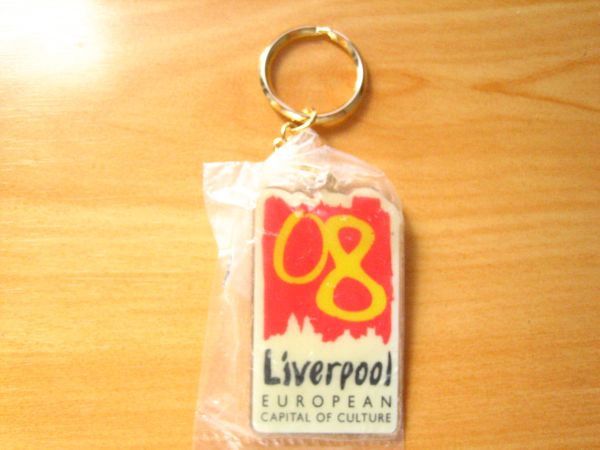 08
Liverpool
EUROPEAN
CAPITAL OF CULTURE